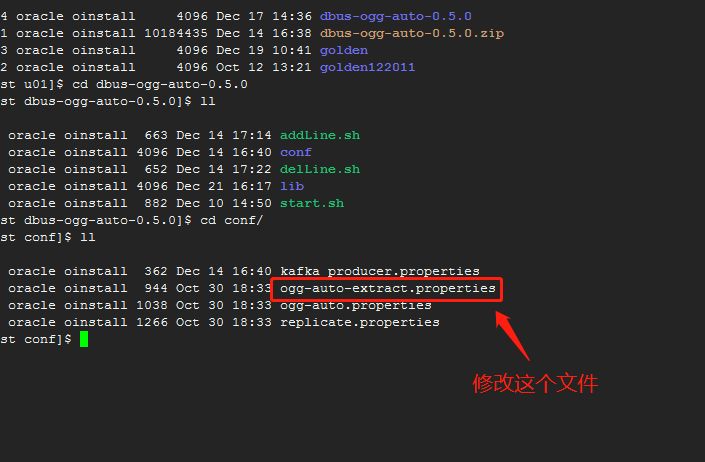 4 oracle oinstall     4096 Dec 17 14:36 dbus-ogg-auto-0.5.0
1 oracle oinstall 10184435 Dec 14 16:38 dbus-ogg-auto-0.5.0.zip
3 oracle oinstall     4096 Dec 19 10:41 golden
2 oracle oinstall     4096 Oct 12 13:21 golden122011
st u01]$ cd dbus-ogg-auto-0.5.0
st dbus-ogg-auto-0.5.0]$ ll
oracle oinstall  663 Dec 14 17:14 addLine.sh
oracle oinstall 4096 Dec 14 16:40 conf
oracle oinstall  652 Dec 14 17:22 delLine.sh
oracle oinstall 4096 Dec 21 16:17 lib
oracle oinstall  882 Dec 10 14:50 start.sh
st dbus-ogg-auto-0.5.0]$ cd conf/
st conf]$ ll
oracle oinstall  362 Dec 14 16:40 kafka_producer.properties
oracle oinstall  944 Oct 30 18:33 ogg-auto-extract.properties
oracle oinstall 1038 Oct 30 18:33 ogg-auto.properties
oracle oinstall 1266 Oct 30 18:33 replicate.properties
st conf]$
修改这个文件